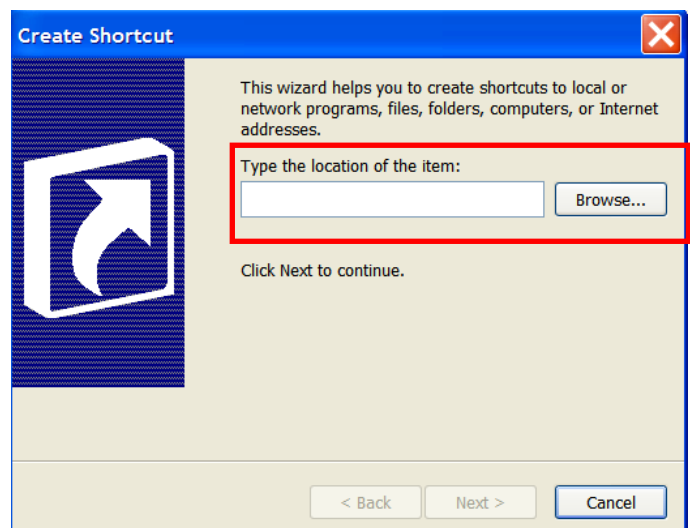 Create Shortcut
This wizard helps you to create shortcuts to local or
network programs, files, folders, computers, or Internet
addresses.
Type the location of the item:
Browse...
Click Next to continue.
< Back Next > Cancel